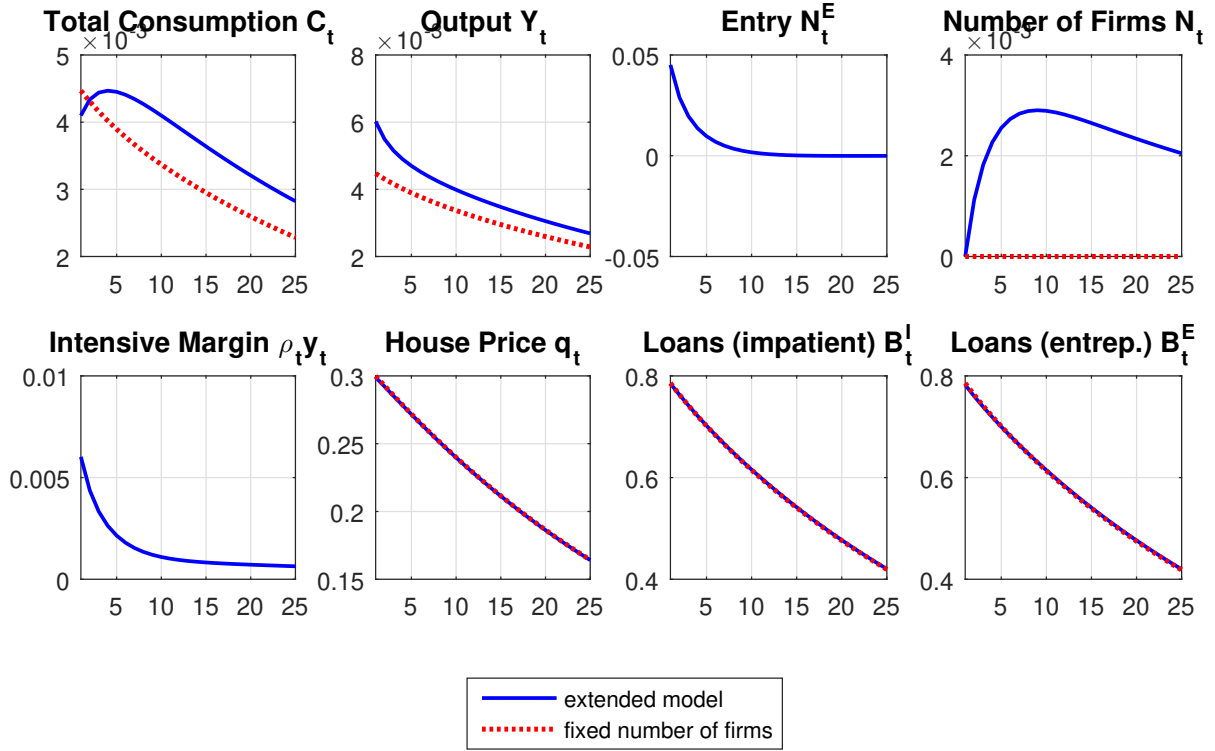 Total Consumption C_t
×10^-3
5
4
3
2
5 10 15 20 25
Output Y_t
×10^-3
8
6
4
2
5 10 15 20 25
Entry N_t^E
0.05
0
-0.05
5 10 15 20 25
Number of Firms N_t
×10^-3
4
2
0
5 10 15 20 25
Intensive Margin ρ_t y_t
0.01
0.005
0
5 10 15 20 25
House Price q_t
0.3
0.25
0.2
0.15
5 10 15 20 25
Loans (impatient) B_t^I
0.8
0.6
0.4
5 10 15 20 25
Loans (entrep.) B_t^E
0.8
0.6
0.4
5 10 15 20 25
extended model
fixed number of firms